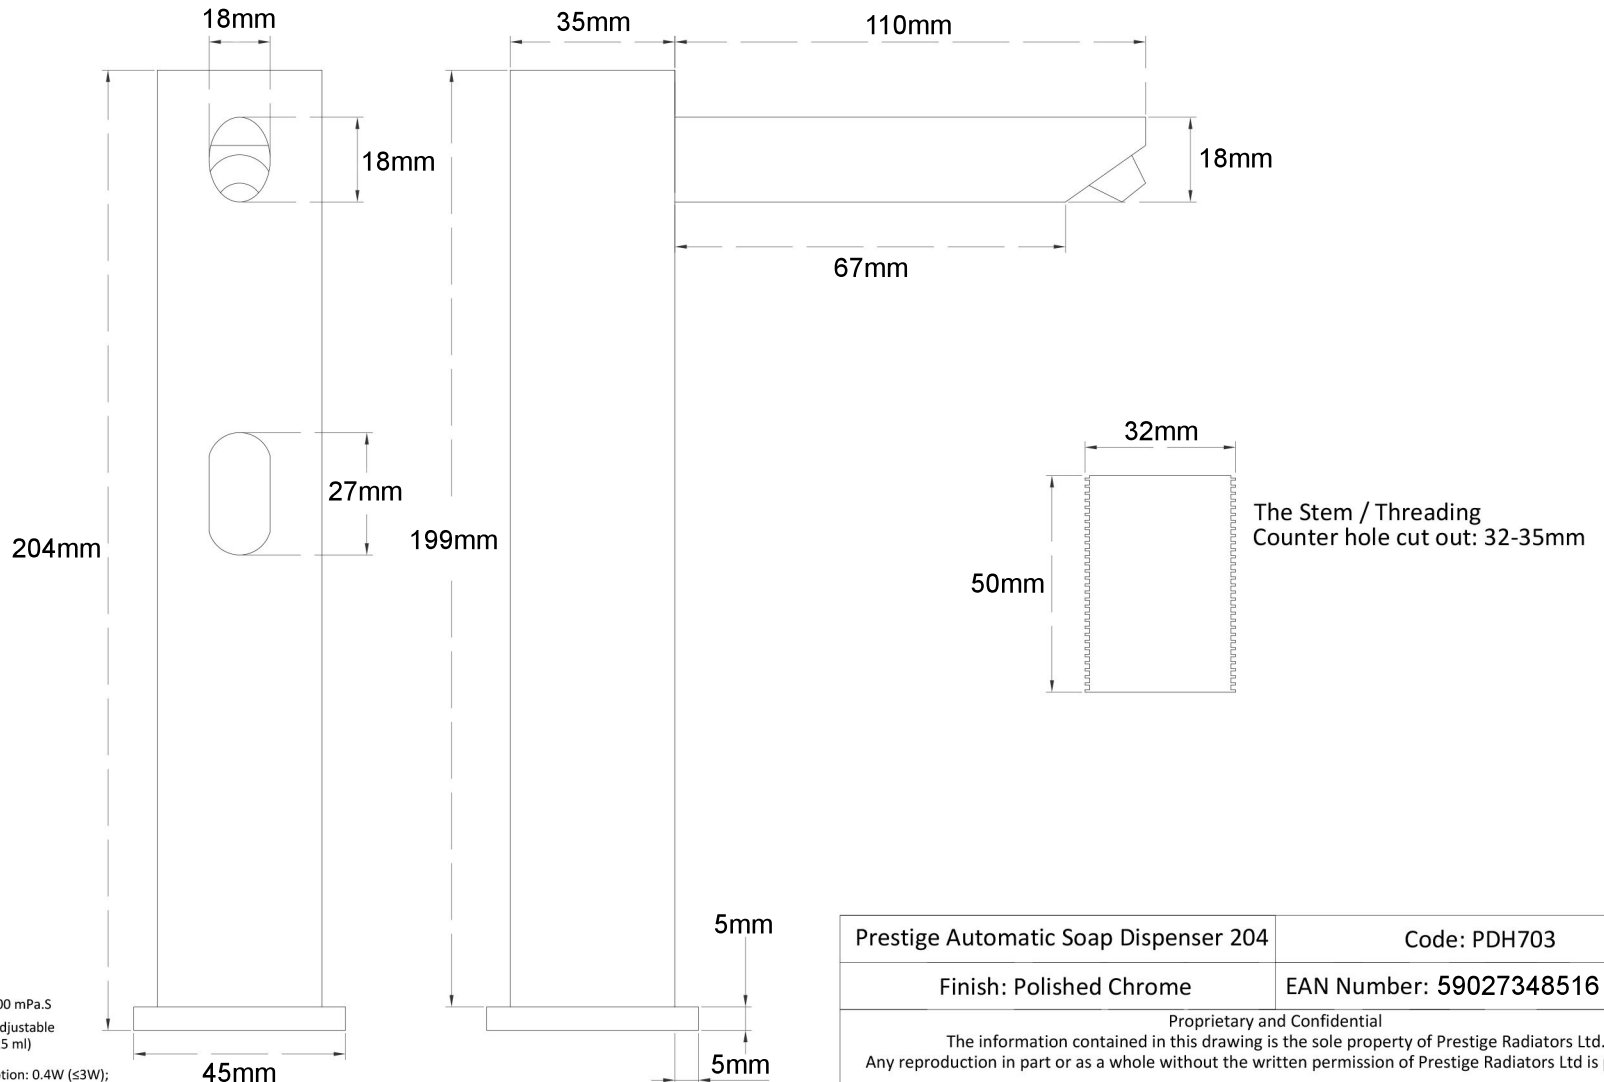 18mm
35mm
110mm
18mm
18mm
67mm
27mm
204mm
199mm
32mm
50mm
The Stem / Threading
Counter hole cut out: 32-35mm
5mm
5mm
45mm
00 mPa.S
5 ml)
0.4W (≤3W);
Prestige Automatic Soap Dispenser 204
Code: PDH703
Finish: Polished Chrome
EAN Number: 59027348516
Proprietary and Confidential
The information contained in this drawing is the sole property of Prestige Radiators Ltd.
Any reproduction in part or as a whole without the written permission of Prestige Radiators Ltd is